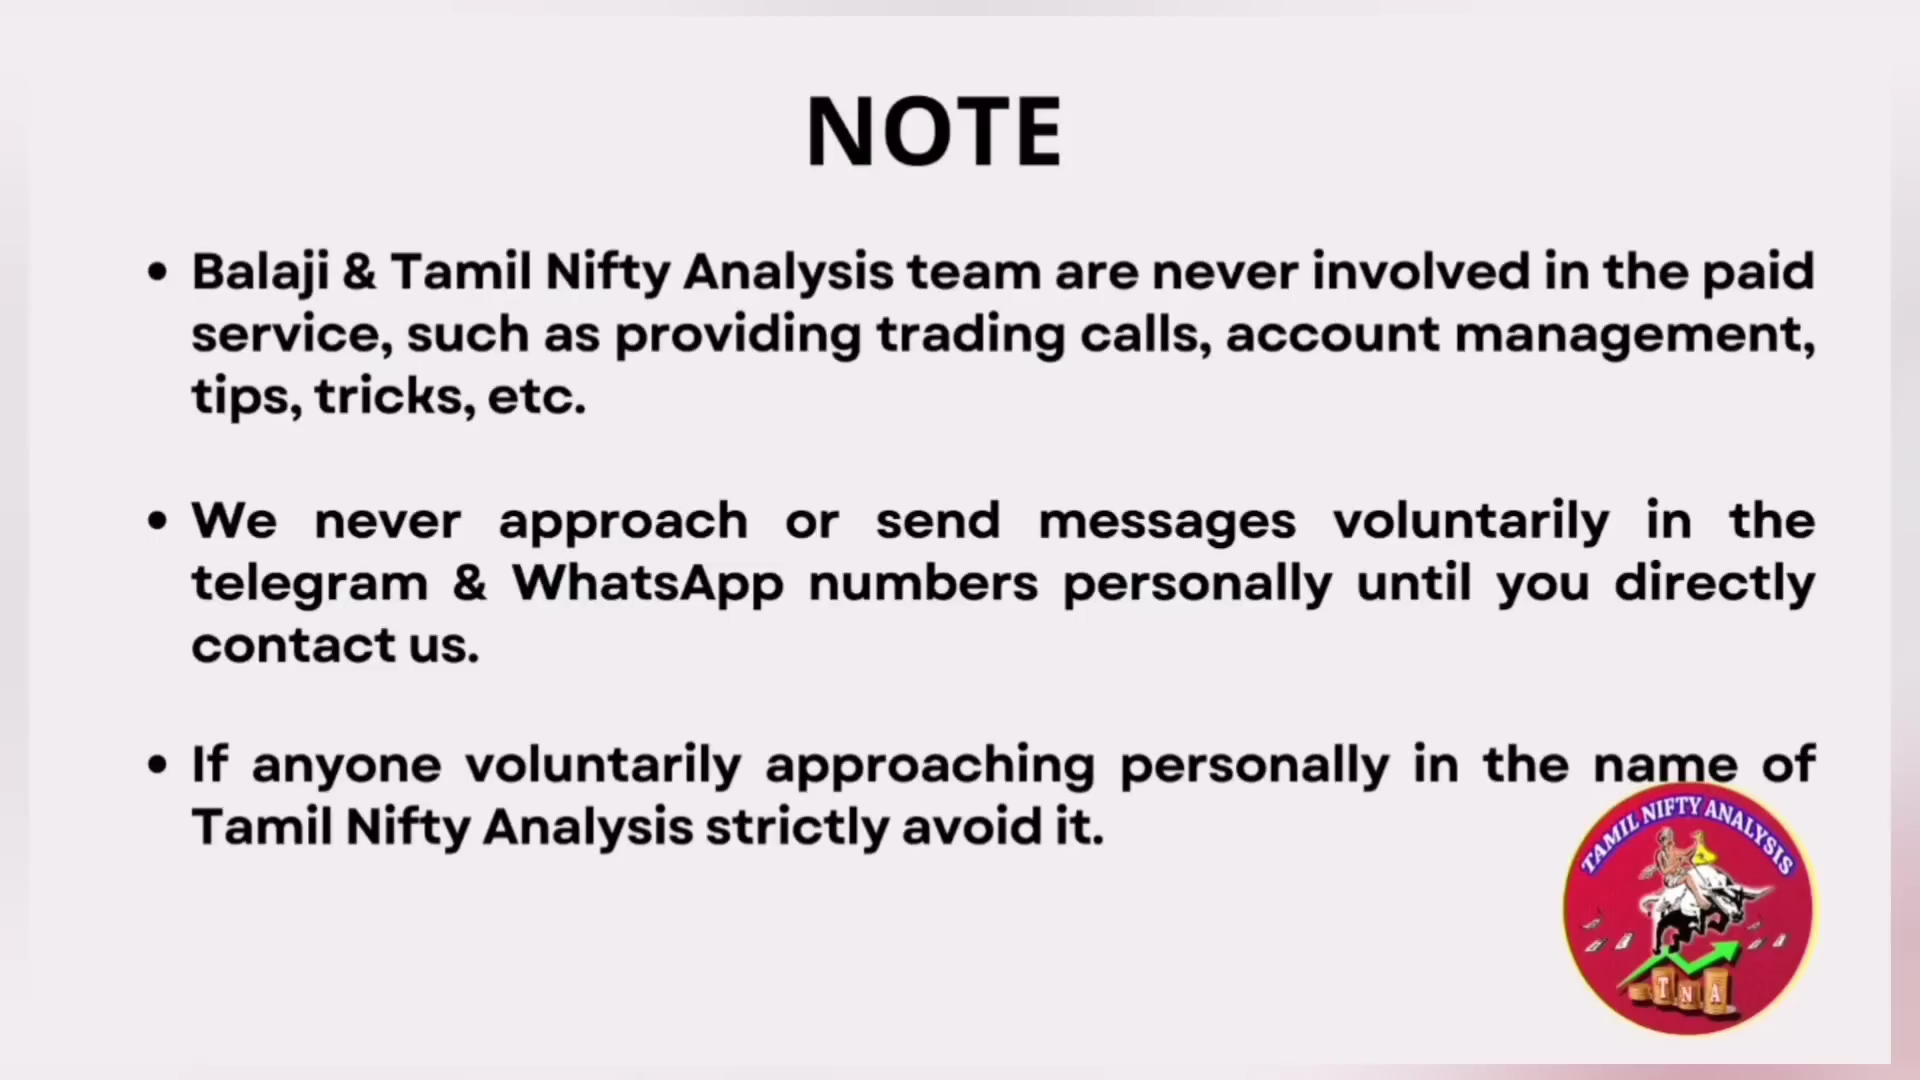 NOTE
• Balaji & Tamil Nifty Analysis team are never involved in the paid
service, such as providing trading calls, account management,
tips, tricks, etc.
• We never approach or send messages voluntarily in the
telegram & WhatsApp numbers personally until you directly
contact us.
• If anyone voluntarily approaching personally in the name of
Tamil Nifty Analysis strictly avoid it.
TAMIL NIFTY ANALYSIS
T N A